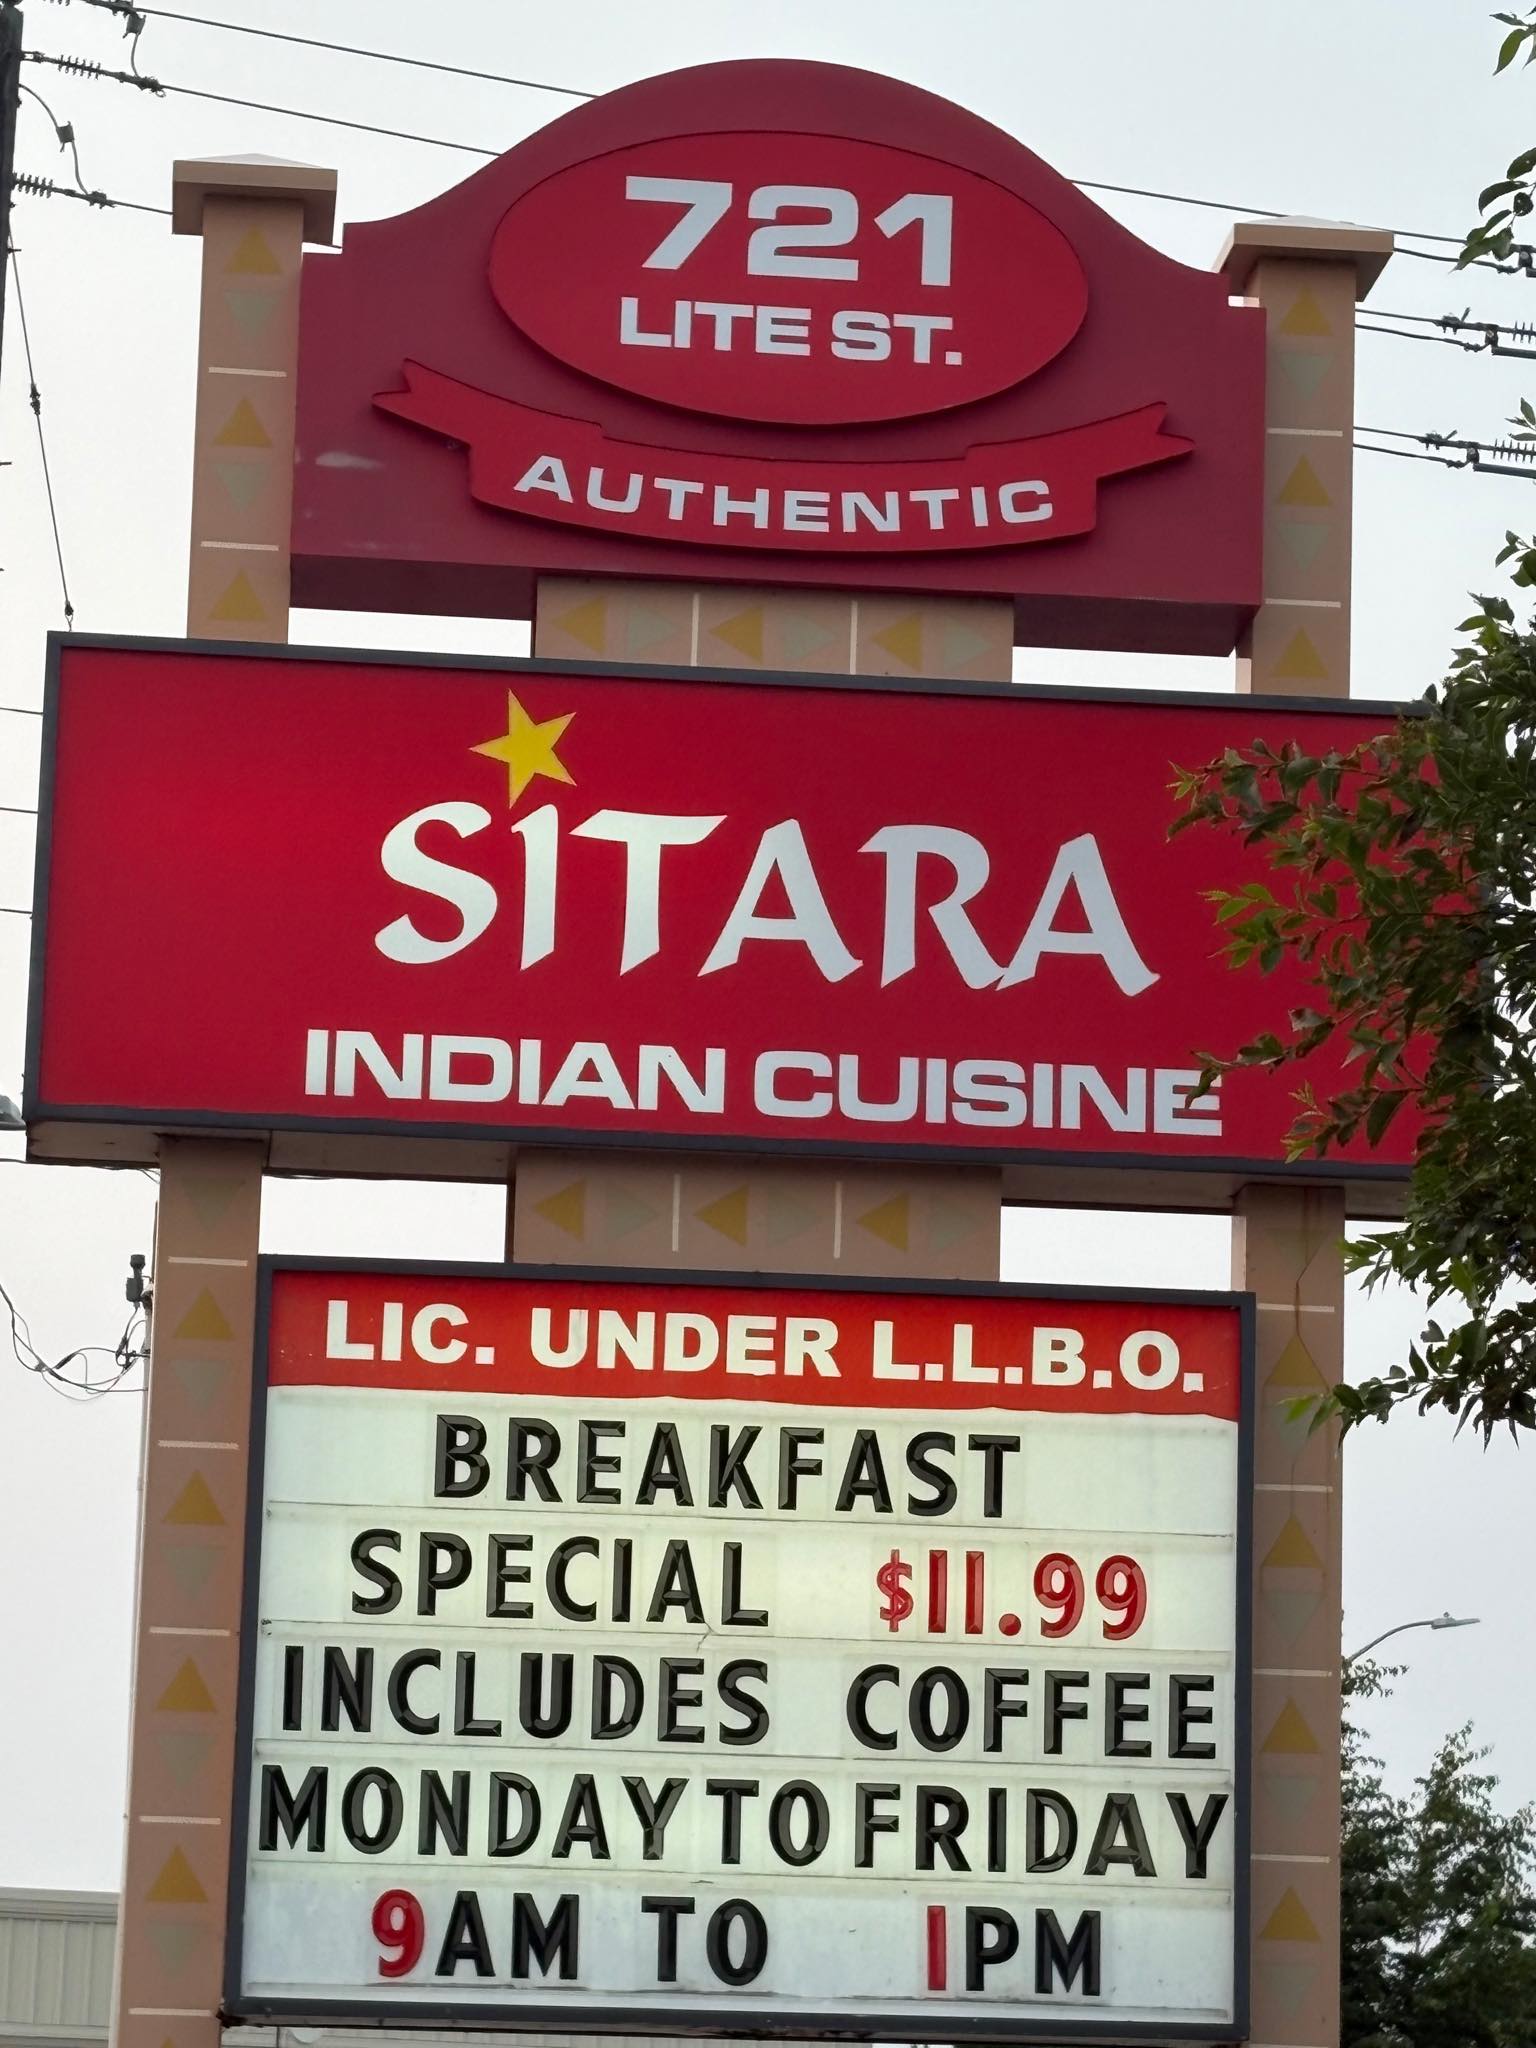 721
LITE ST.
AUTHENTIC
SITARA
INDIAN CUISINE
LIC. UNDER L.L.B.O.
BREAKFAST
SPECIAL $11.99
INCLUDES COFFEE
MONDAY TO FRIDAY
9AM TO 1PM